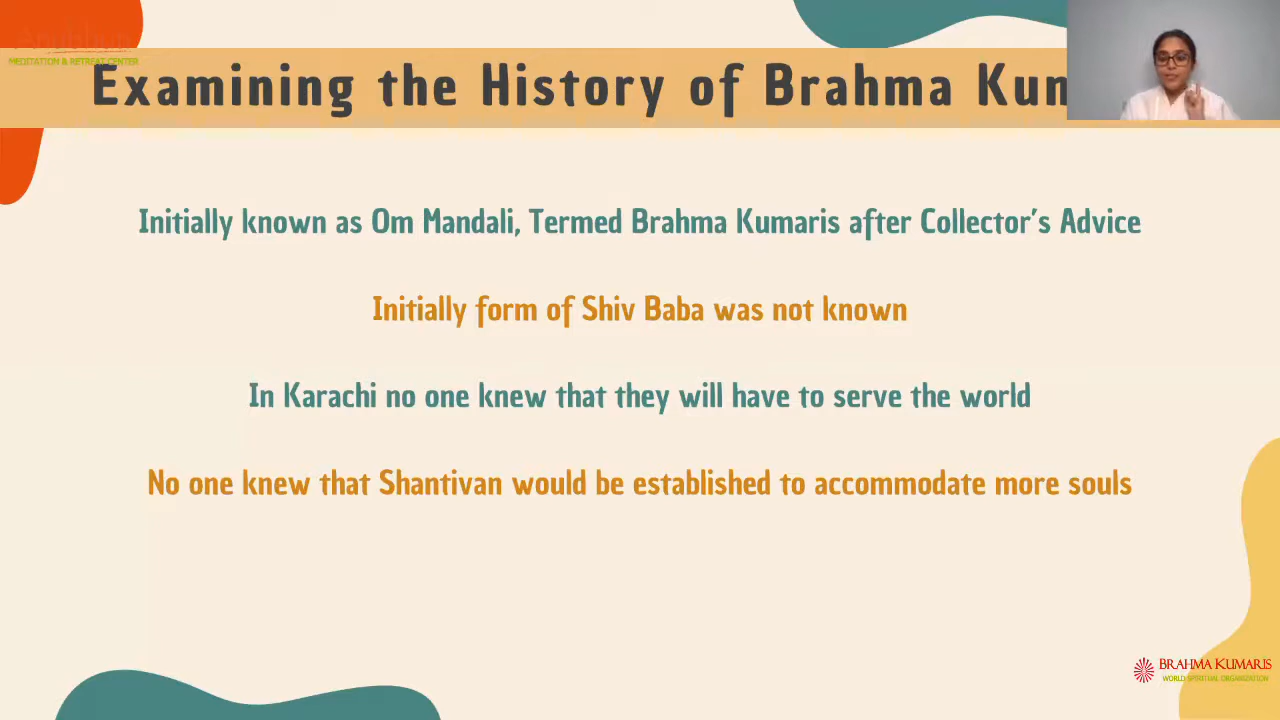 Anubhuti
MEDITATION & RETREAT CENTER
Examining the History of Brahma Kum
Initially known as Om Mandali, Termed Brahma Kumaris after Collector's Advice
Initially form of Shiv Baba was not known
In Karachi no one knew that they will have to serve the world
No one knew that Shantivan would be established to accommodate more souls
BRAHMA KUMARIS
WORLD SPIRITUAL ORGANIZATION